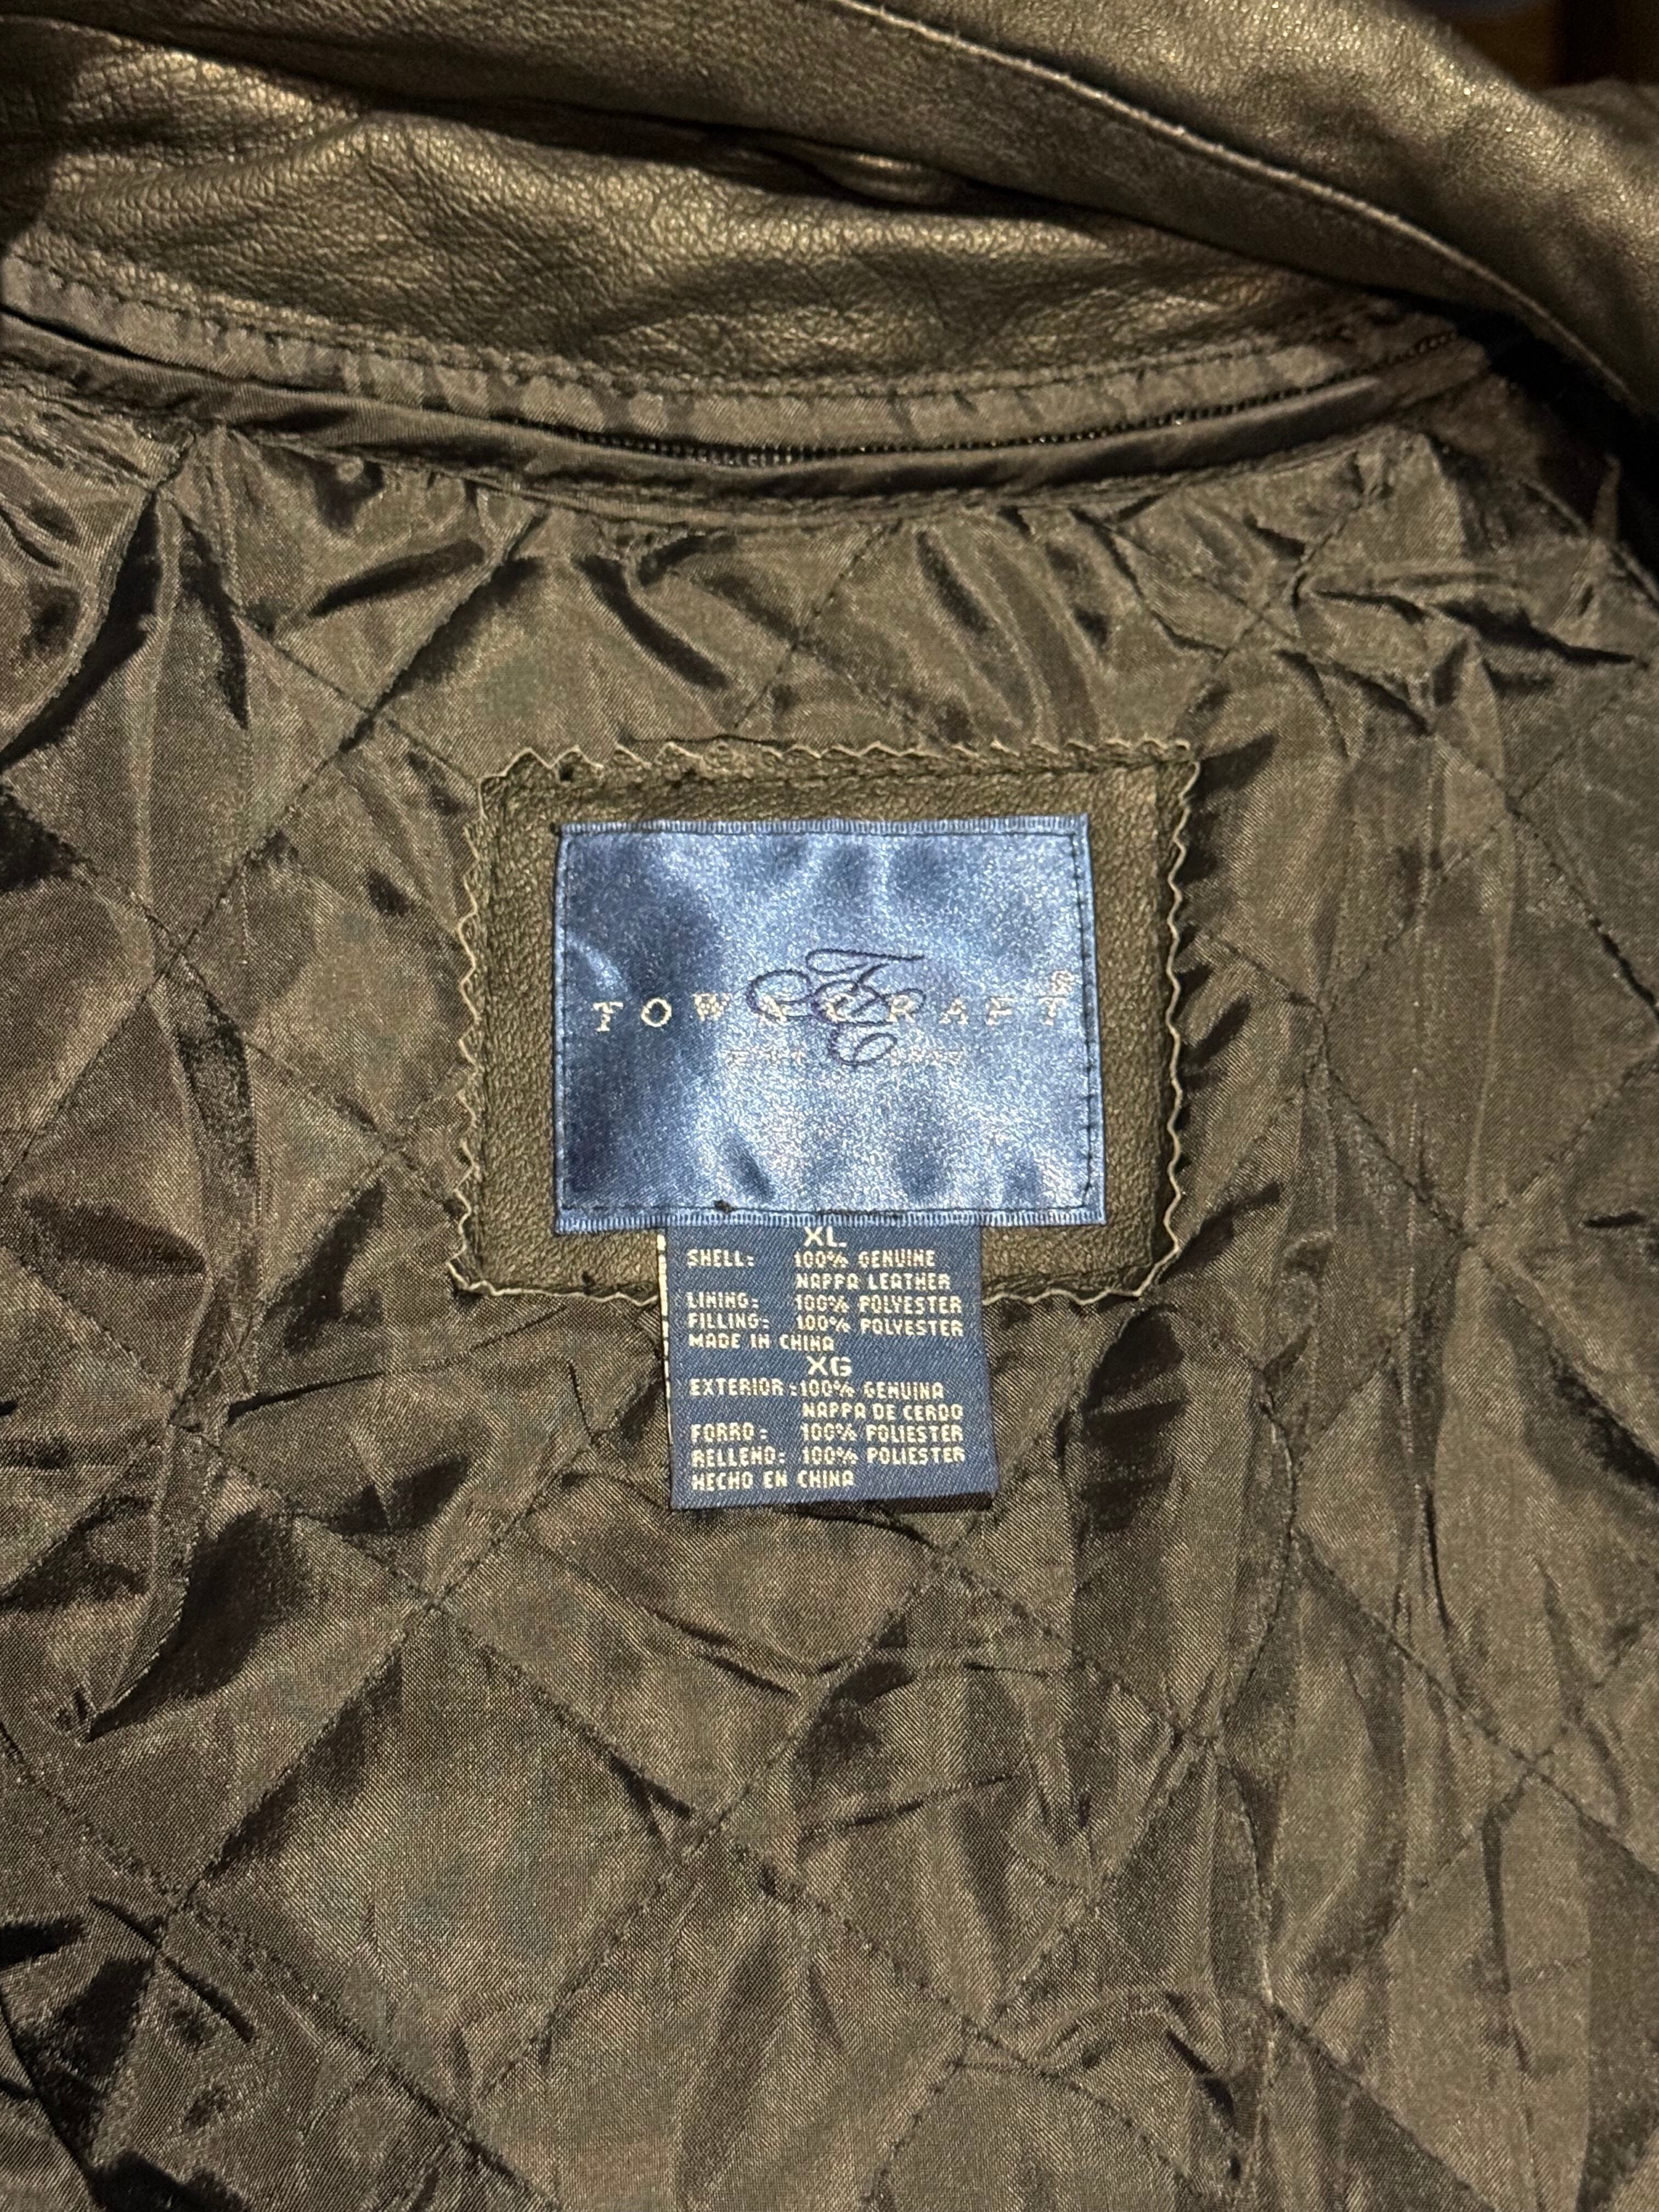 TOWNCRAFT
XL
SHELL: 100% GENUINE
NAPPA LEATHER
LINING: 100% POLYESTER
FILLING: 100% POLYESTER
MADE IN CHINA
XG
EXTERIOR: 100% GENUINA
NAPPA DE CERDO
FORRO: 100% POLIESTER
RELLENO: 100% POLIESTER
HECHO EN CHINA